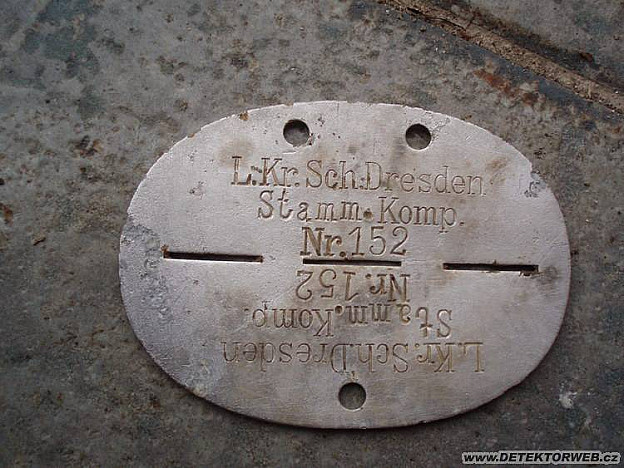 L.Kr.Sch.Dresden.
Stamm.Komp.
Nr.152
Nr.152
Stamm.Komp.
L.Kr.Sch.Dresden
www.DETEKTORWEB.cz